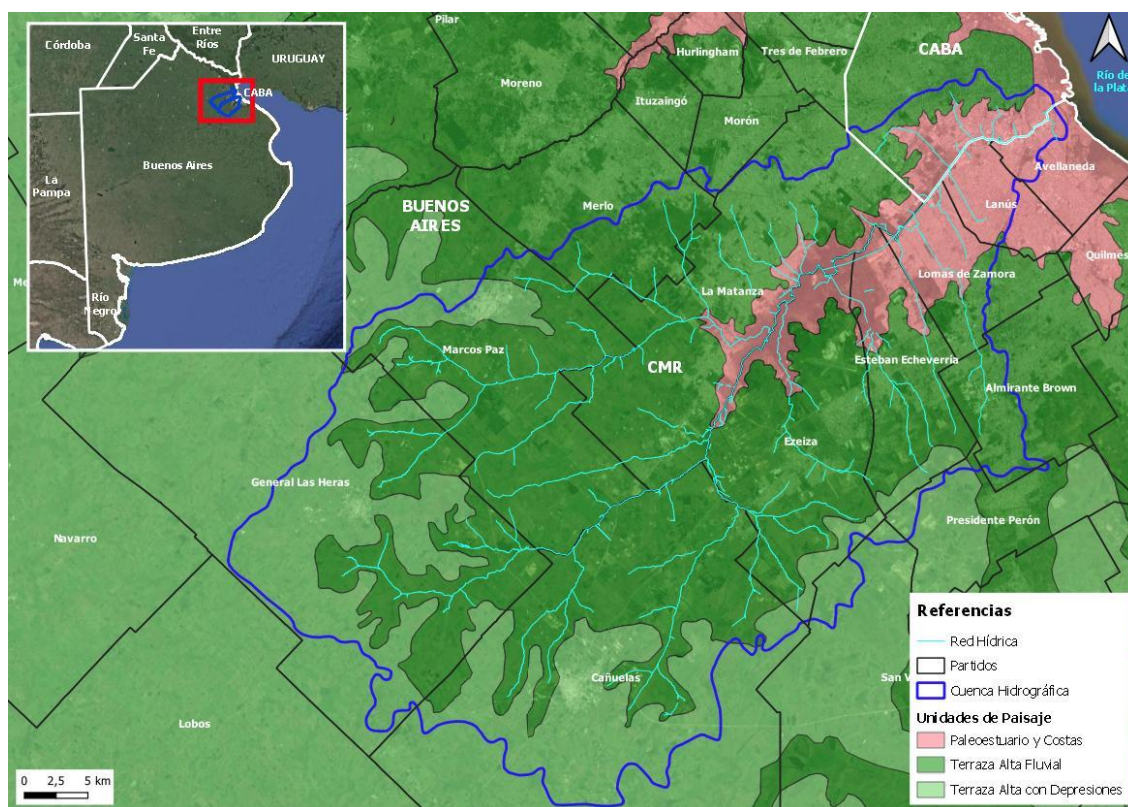 Córdoba
Santa
Fe
Entre
Ríos
URUGUAY
CABA
Buenos Aires
La
Pampa
Río
Negro
Pilar
Hurlingham
Tres de Febrero
CABA
Río de
la Plata
Moreno
Ituzaingó
Morón
Avellaneda
BUENOS
AIRES
Merlo
Lanús
Quilmes
Lomas de Zamora
La Matanza
Marcos Paz
CMR
Esteban Echeverría
Almirante Brown
Ezeiza
General Las Heras
Presidente Perón
Navarro
Cañuelas
San V
Lobos
Referencias
Red Hídrica
Partidos
Cuenca Hidrográfica
Unidades de Paisaje
Paleoestuario y Costas
Terraza Alta Fluvial
Terraza Alta con Depresiones
0 2,5 5 km